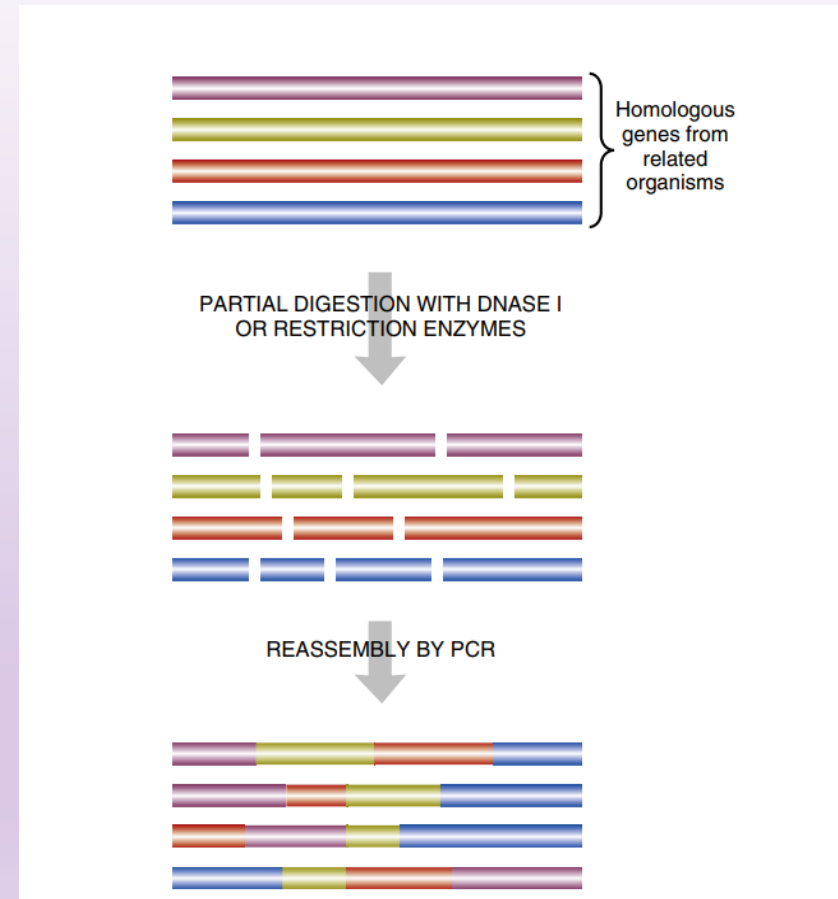 Homologous
genes from
related
organisms
PARTIAL DIGESTION WITH DNASE I
OR RESTRICTION ENZYMES
REASSEMBLY BY PCR